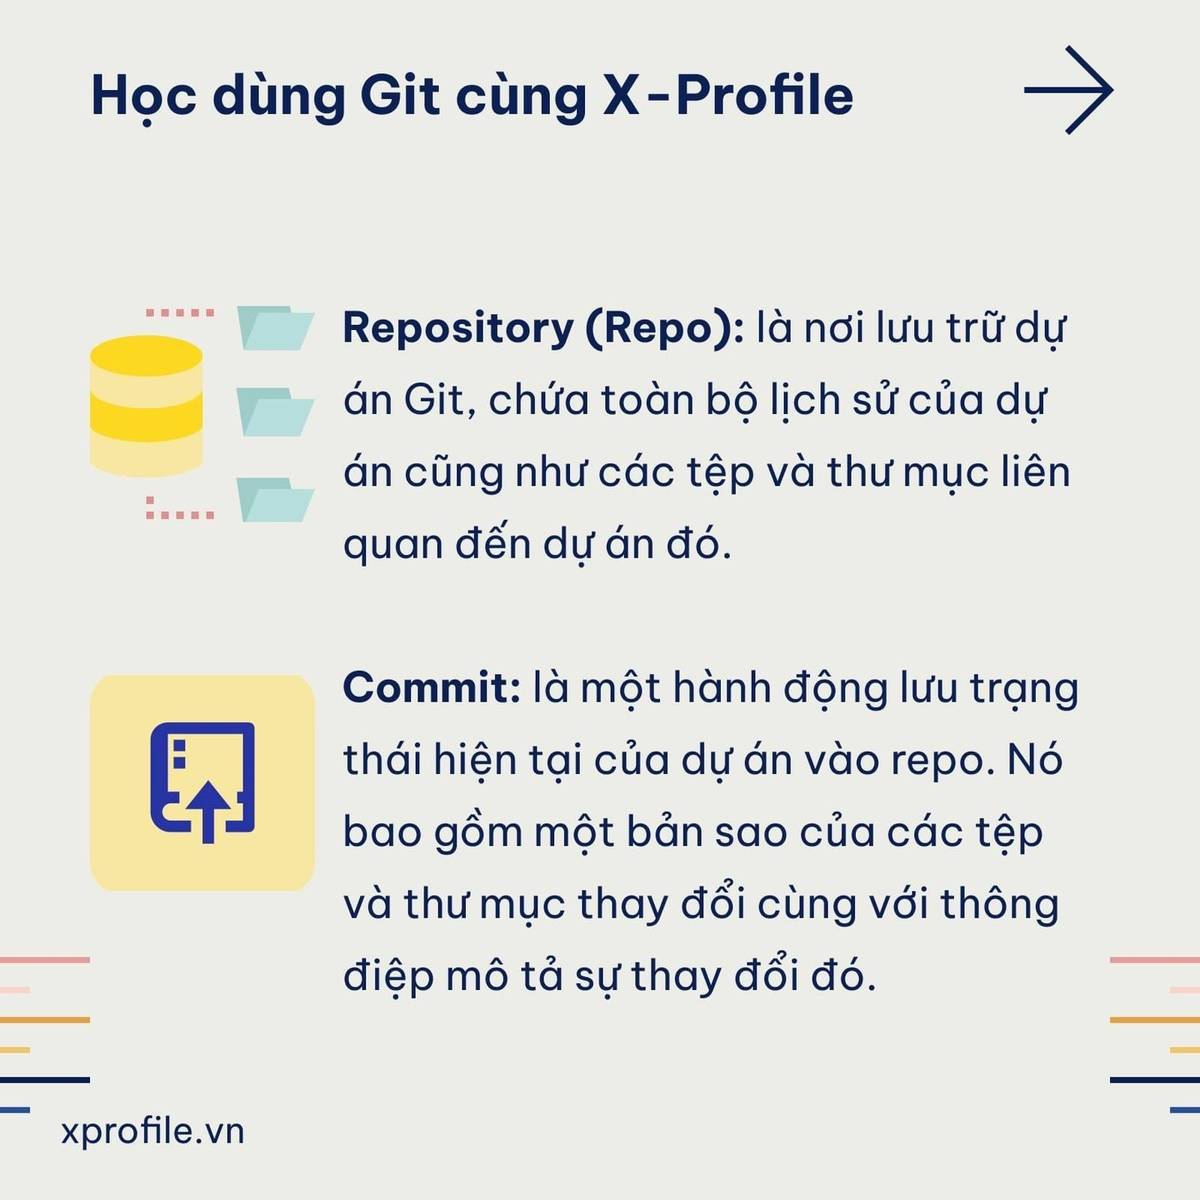 Học dùng Git cùng X-Profile
Repository (Repo): là nơi lưu trữ dự
án Git, chứa toàn bộ lịch sử của dự
án cũng như các tệp và thư mục liên
quan đến dự án đó.
Commit: là một hành động lưu trạng
thái hiện tại của dự án vào repo. Nó
bao gồm một bản sao của các tệp
và thư mục thay đổi cùng với thông
điệp mô tả sự thay đổi đó.
xprofile.vn